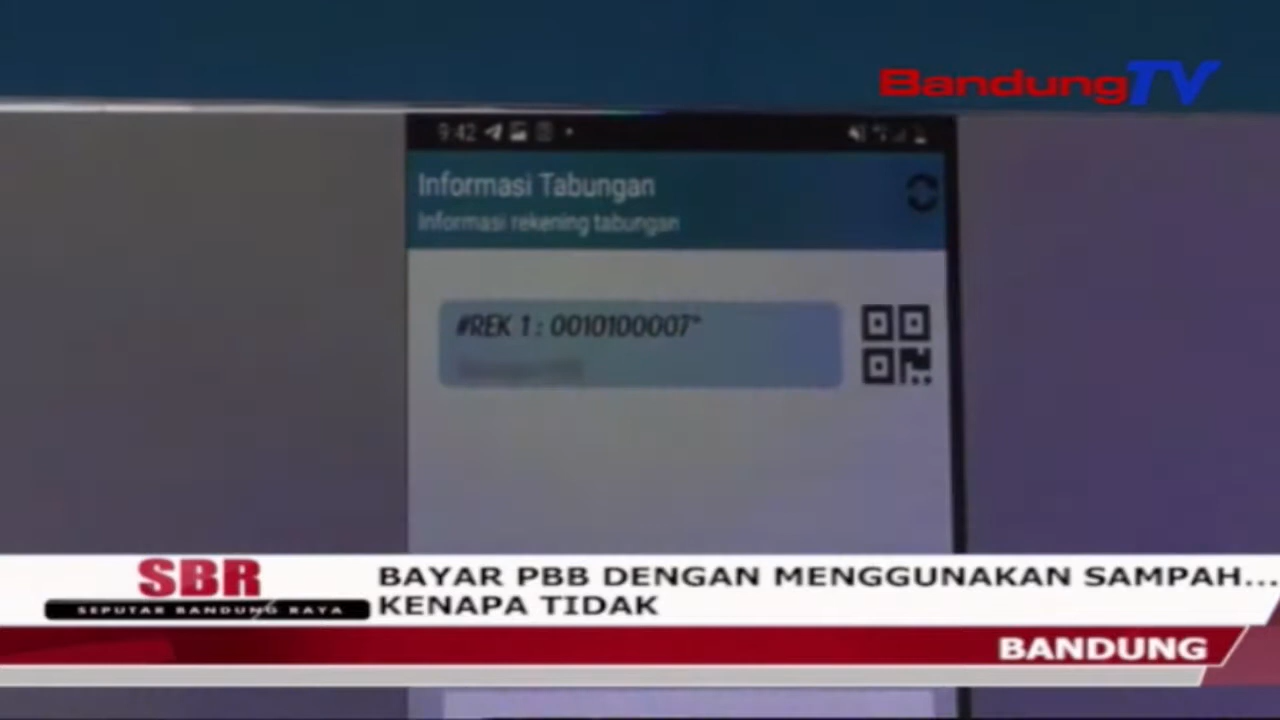 BandungTV
9:42
Informasi Tabungan
Informasi rekening tabungan
#REK 1 : 0010100007*
SBR
SEPUTAR BANDUNG RAYA
BAYAR PBB DENGAN MENGGUNAKAN SAMPAH...
KENAPA TIDAK
BANDUNG